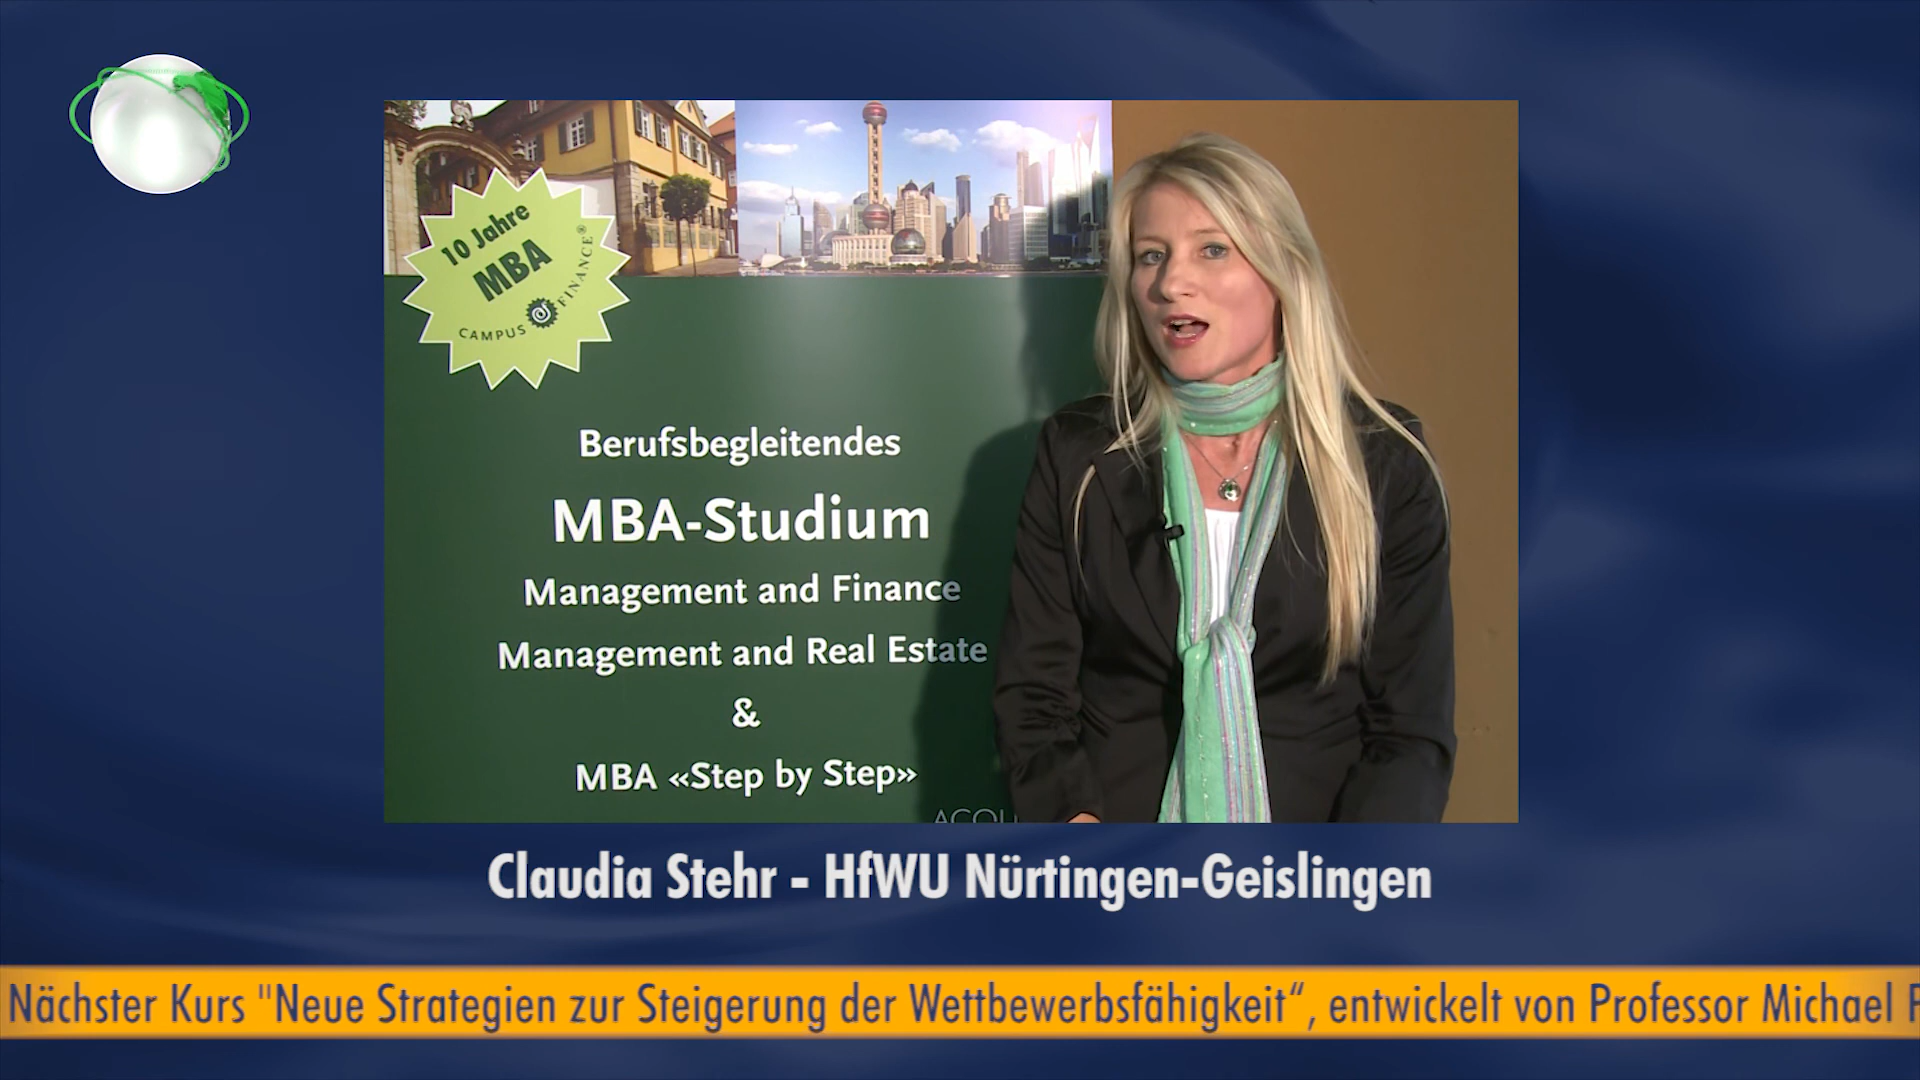 10 Jahre
MBA
CAMPUS FINANCE®
Berufsbegleitendes
MBA-Studium
Management and Finance
Management and Real Estate
&
MBA «Step by Step»
Claudia Stehr - HfWU Nürtingen-Geislingen
Nächster Kurs "Neue Strategien zur Steigerung der Wettbewerbsfähigkeit“, entwickelt von Professor Michael